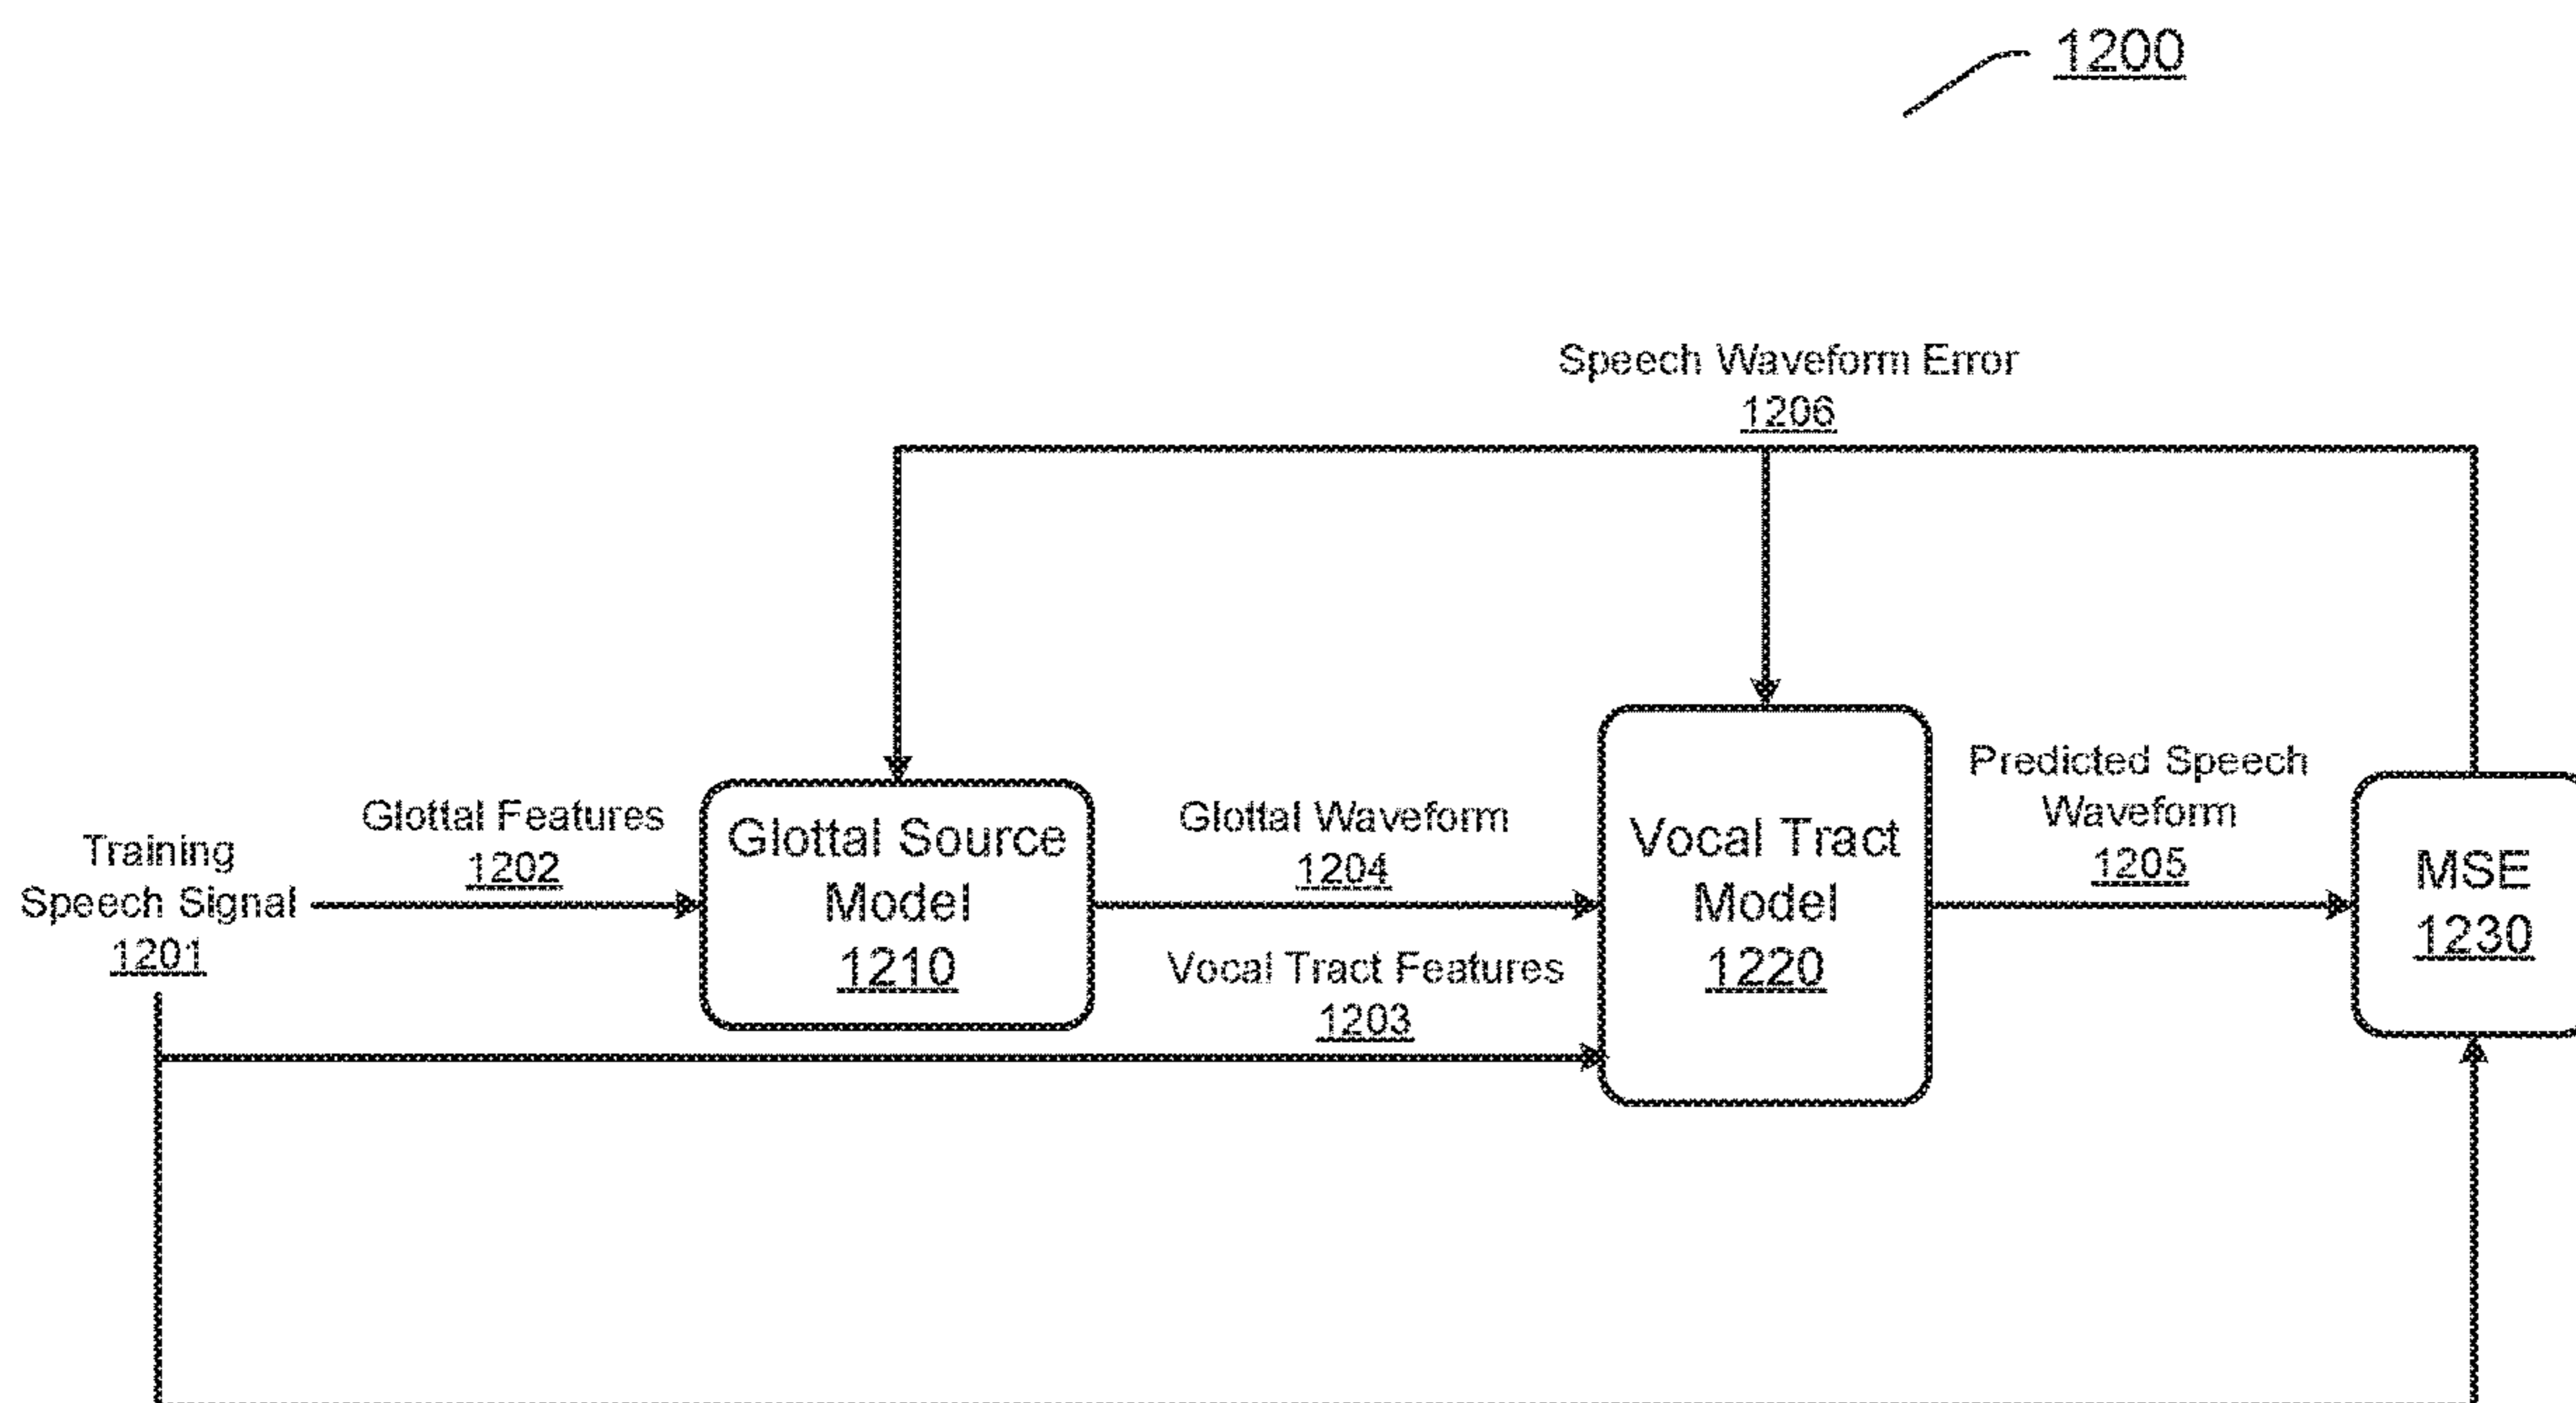 1200
Speech Waveform Error
1206
Training
Speech Signal
1201
Glottal Features
1202
Glottal Source
Model
1210
Glottal Waveform
1204
Vocal Tract Features
1203
Vocal Tract
Model
1220
Predicted Speech
Waveform
1205
MSE
1230